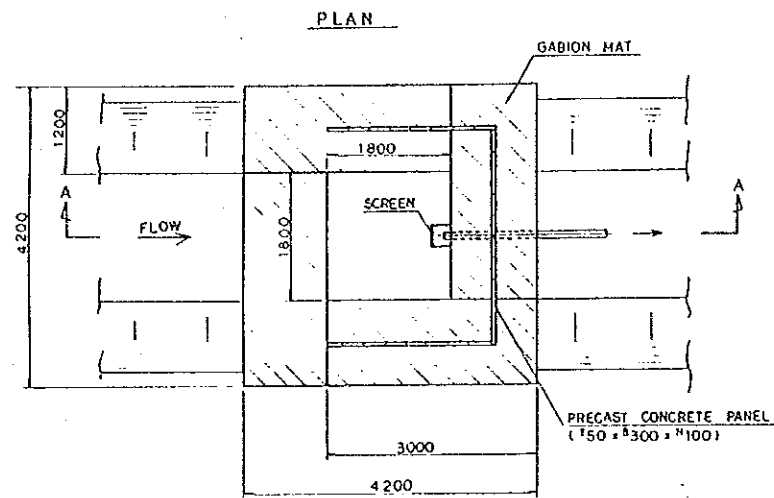 PLAN
GABION MAT
1200
1800
A
A
SCREEN
FLOW
4200
1800
PRECAST CONCRETE PANEL
(ᵀ50 x ᴮ300 x ᴴ100)
3000
4200